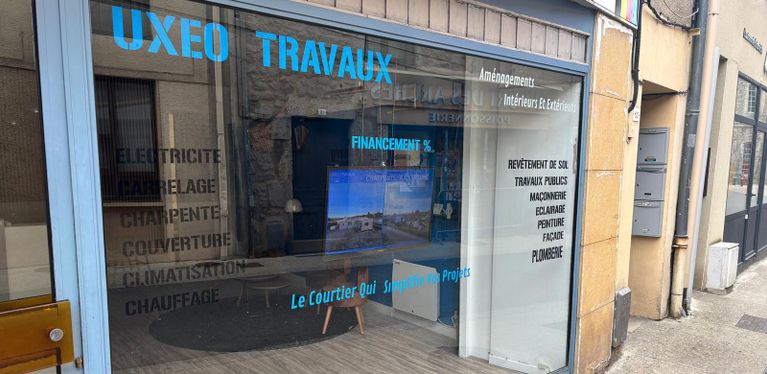 UXEO TRAVAUX
Aménagements
Intérieurs Et Extérieurs
FINANCEMENT %
ELECTRICITE
CARRELAGE
CHARPENTE
COUVERTURE
CLIMATISATION
CHAUFFAGE
REVÊTEMENT DE SOL
TRAVAUX PUBLICS
MAÇONNERIE
ECLAIRAGE
PEINTURE
FAÇADE
PLOMBERIE
Le Courtier Qui Simplifie Vos Projets
POISSONNERIE